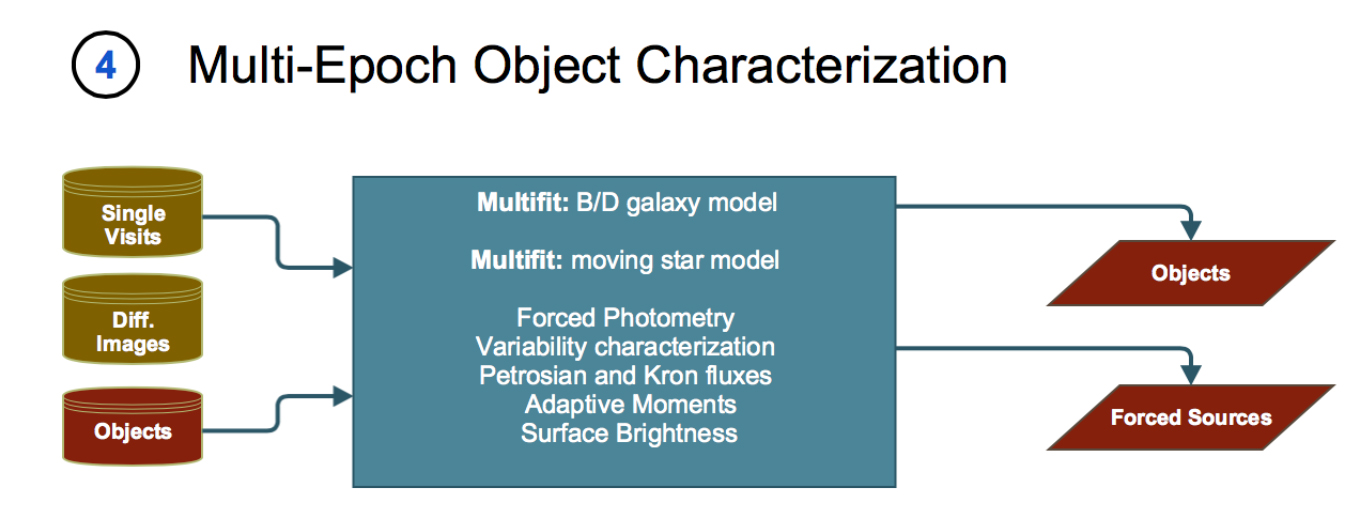 4 Multi-Epoch Object Characterization
Single
Visits
Diff.
Images
Objects
Multifit: B/D galaxy model
Multifit: moving star model
Forced Photometry
Variability characterization
Petrosian and Kron fluxes
Adaptive Moments
Surface Brightness
Objects
Forced Sources